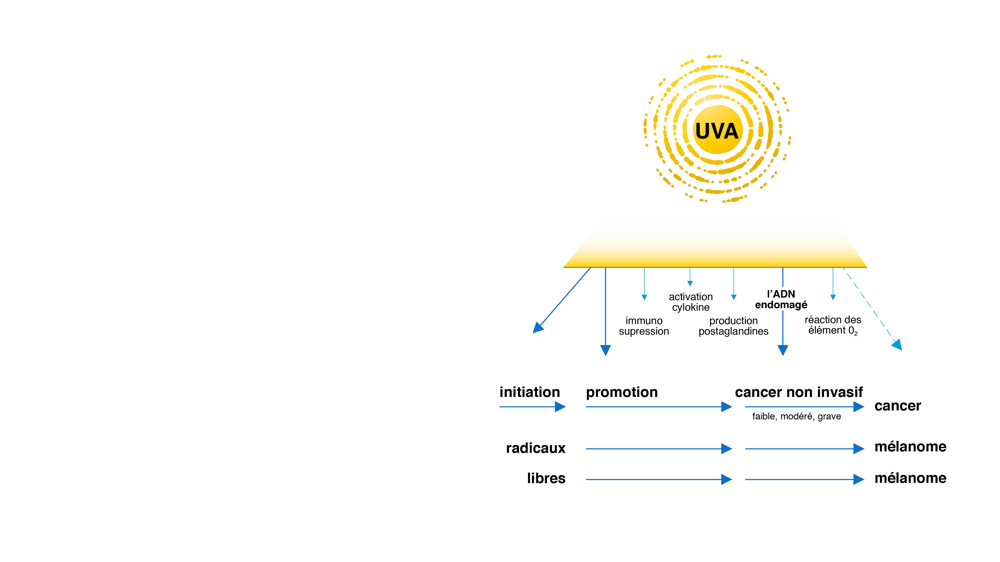 UVA
l’ADN
endomagé
activation
cylokine
immuno
supression
production
postaglandines
réaction des
élément 0₂
initiation
promotion
cancer non invasif
cancer
faible, modéré, grave
radicaux
mélanome
libres
mélanome